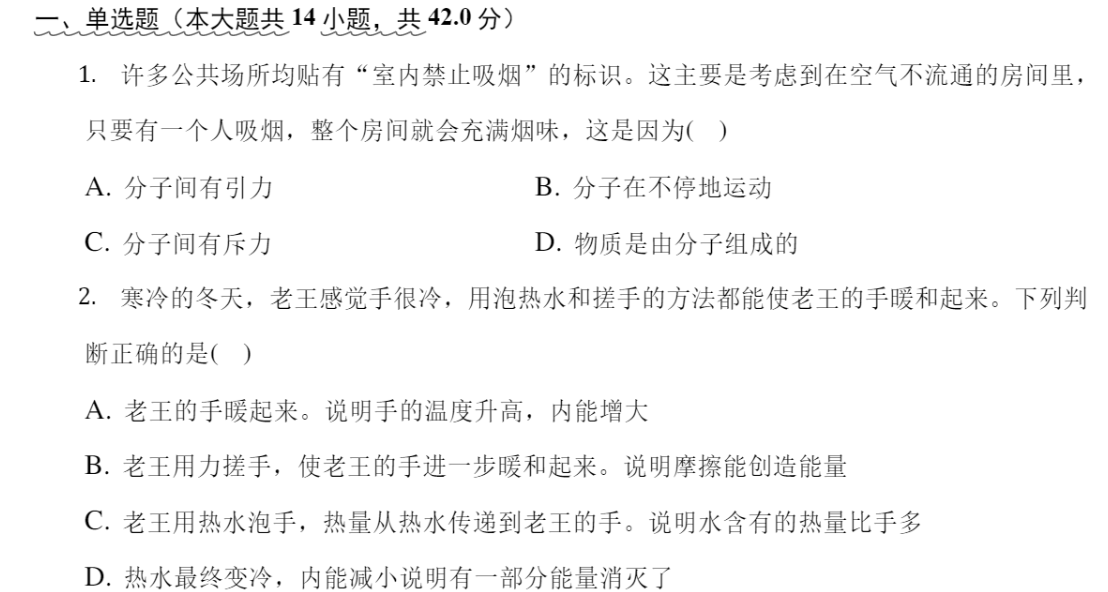 一、单选题（本大题共 14 小题，共 42.0 分）
1. 许多公共场所均贴有“室内禁止吸烟”的标识。这主要是考虑到在空气不流通的房间里，
只要有一个人吸烟，整个房间就会充满烟味，这是因为( )
A. 分子间有引力 B. 分子在不停地运动
C. 分子间有斥力 D. 物质是由分子组成的
2. 寒冷的冬天，老王感觉手很冷，用泡热水和搓手的方法都能使老王的手暖和起来。下列判
断正确的是( )
A. 老王的手暖起来。说明手的温度升高，内能增大
B. 老王用力搓手，使老王的手进一步暖和起来。说明摩擦能创造能量
C. 老王用热水泡手，热量从热水传递到老王的手。说明水含有的热量比手多
D. 热水最终变冷，内能减小说明有一部分能量消灭了